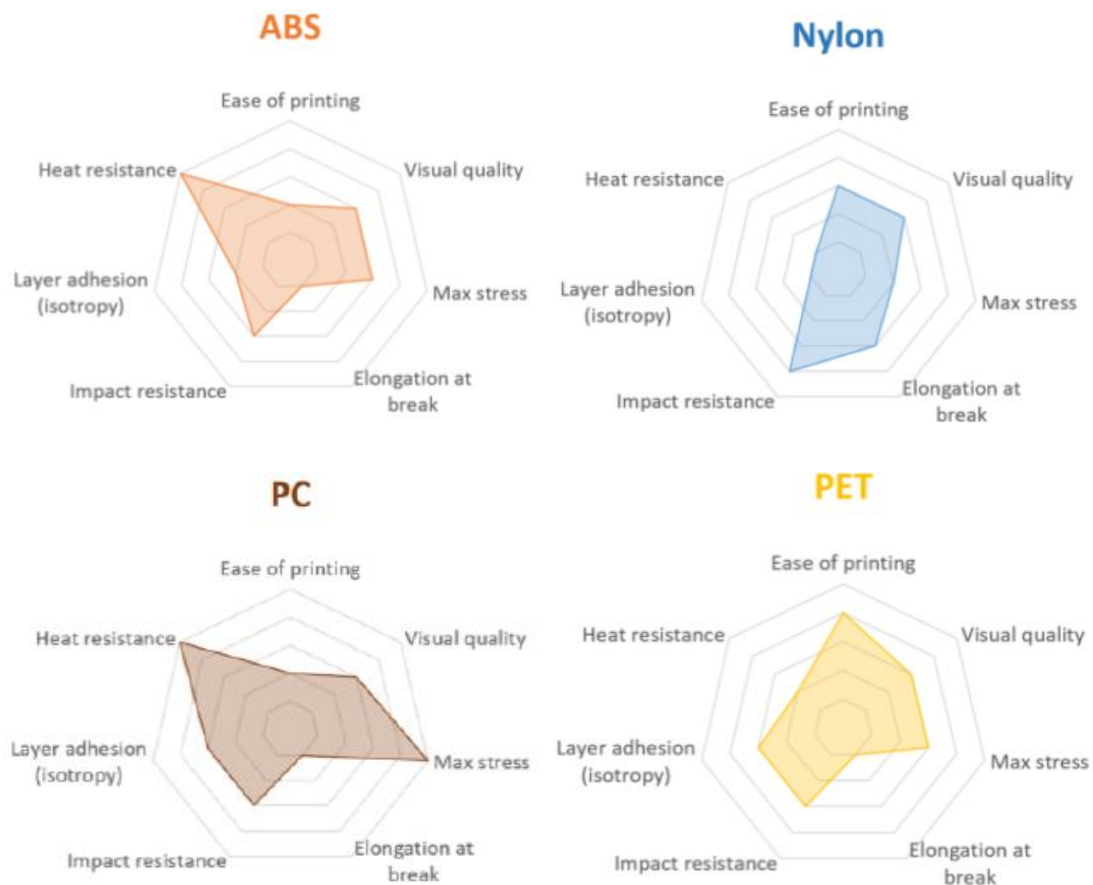 ABS
Ease of printing
Heat resistance
Visual quality
Layer adhesion
(isotropy)
Max stress
Impact resistance
Elongation at
break
Nylon
Ease of printing
Heat resistance
Visual quality
Layer adhesion
(isotropy)
Max stress
Impact resistance
Elongation at
break
PC
Ease of printing
Heat resistance
Visual quality
Layer adhesion
(isotropy)
Max stress
Impact resistance
Elongation at
break
PET
Ease of printing
Heat resistance
Visual quality
Layer adhesion
(isotropy)
Max stress
Impact resistance
Elongation at
break